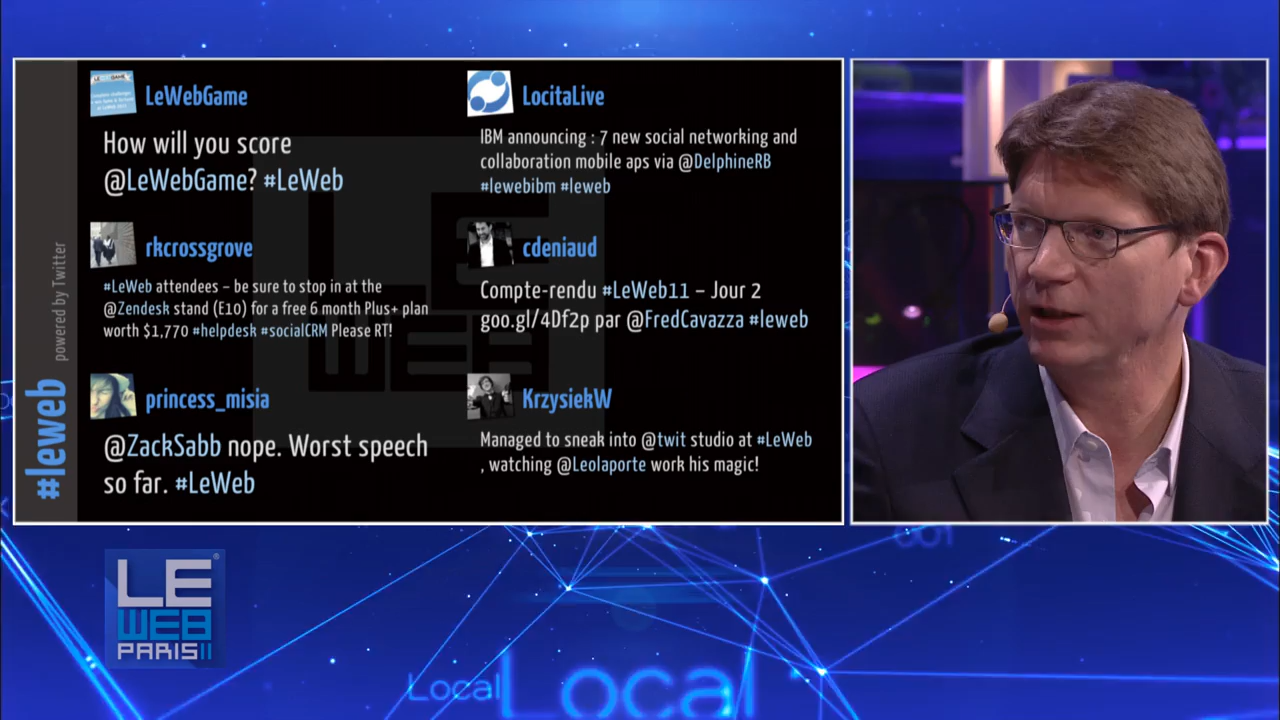 LeWebGame
How will you score
@LeWebGame? #LeWeb
rkcrossgrove
#LeWeb attendees – be sure to stop in at the
@Zendesk stand (E10) for a free 6 month Plus+ plan
worth $1,770 #helpdesk #socialCRM Please RT!
princess_misia
@ZackSabb nope. Worst speech
so far. #LeWeb
LocitaLive
IBM announcing : 7 new social networking and
collaboration mobile aps via @DelphineRB
#lewebibm #leweb
cdeniaud
Compte-rendu #LeWeb11 – Jour 2
goo.gl/4Df2p par @FredCavazza #leweb
KrzysiekW
Managed to sneak into @twit studio at #LeWeb
, watching @Leolaporte work his magic!
#leweb powered by Twitter
LE
WEB
LE
WEB
PARIS11
®
Local
Local